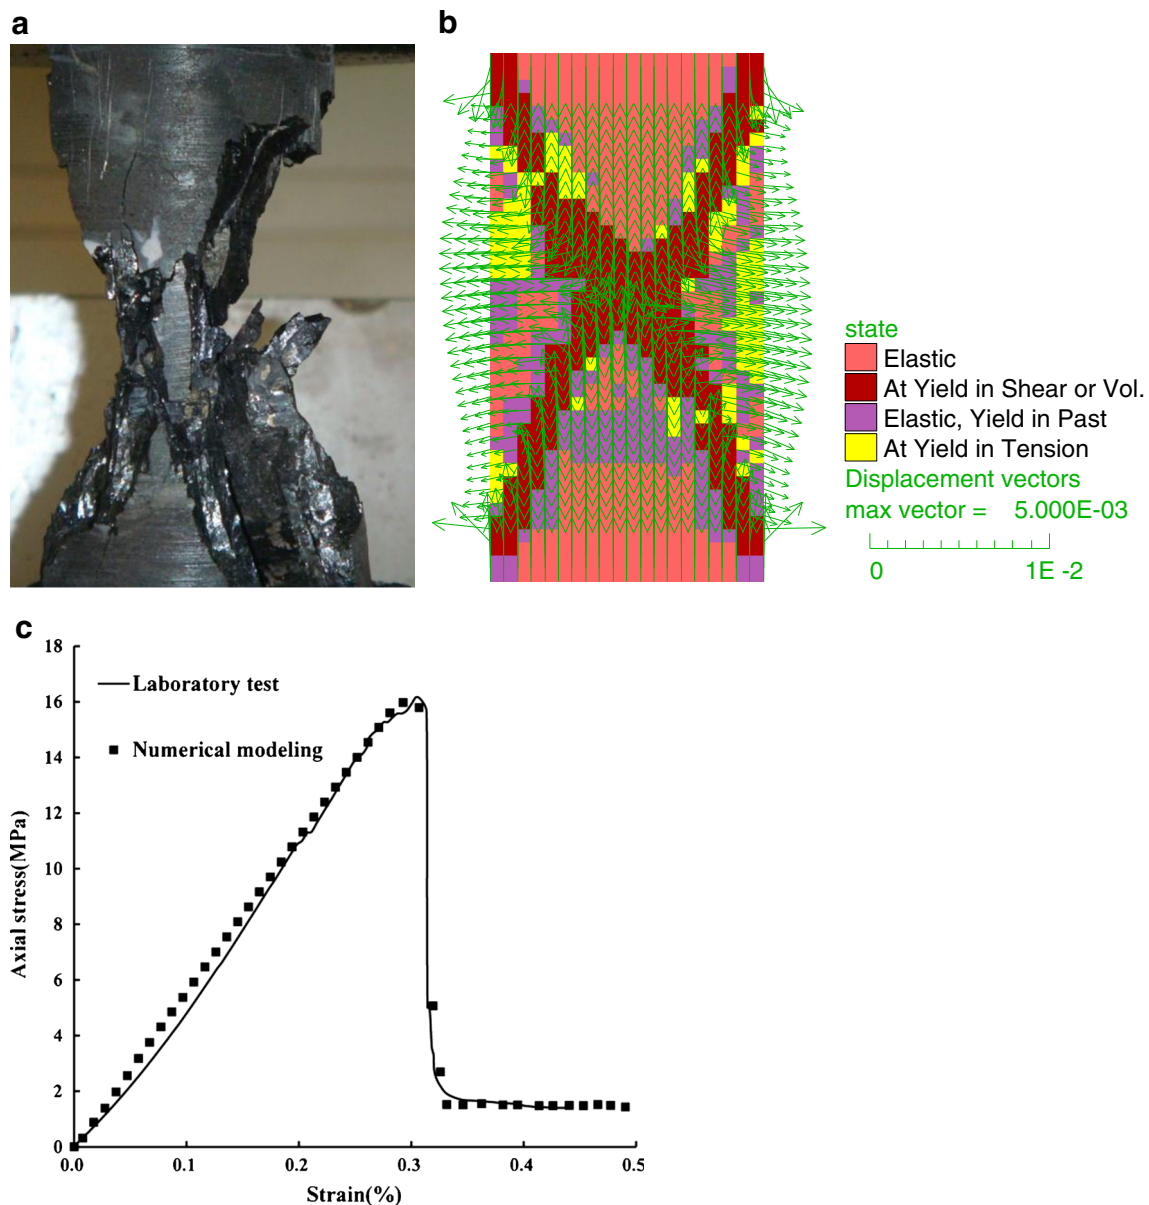 a
b
state
Elastic
At Yield in Shear or Vol.
Elastic, Yield in Past
At Yield in Tension
Displacement vectors
max vector = 5.000E-03
0 1E -2
c
18
16
14
12
10
8
6
4
2
0
Laboratory test
Numerical modeling
Axial stress(MPa)
0.0 0.1 0.2 0.3 0.4 0.5
Strain(%)